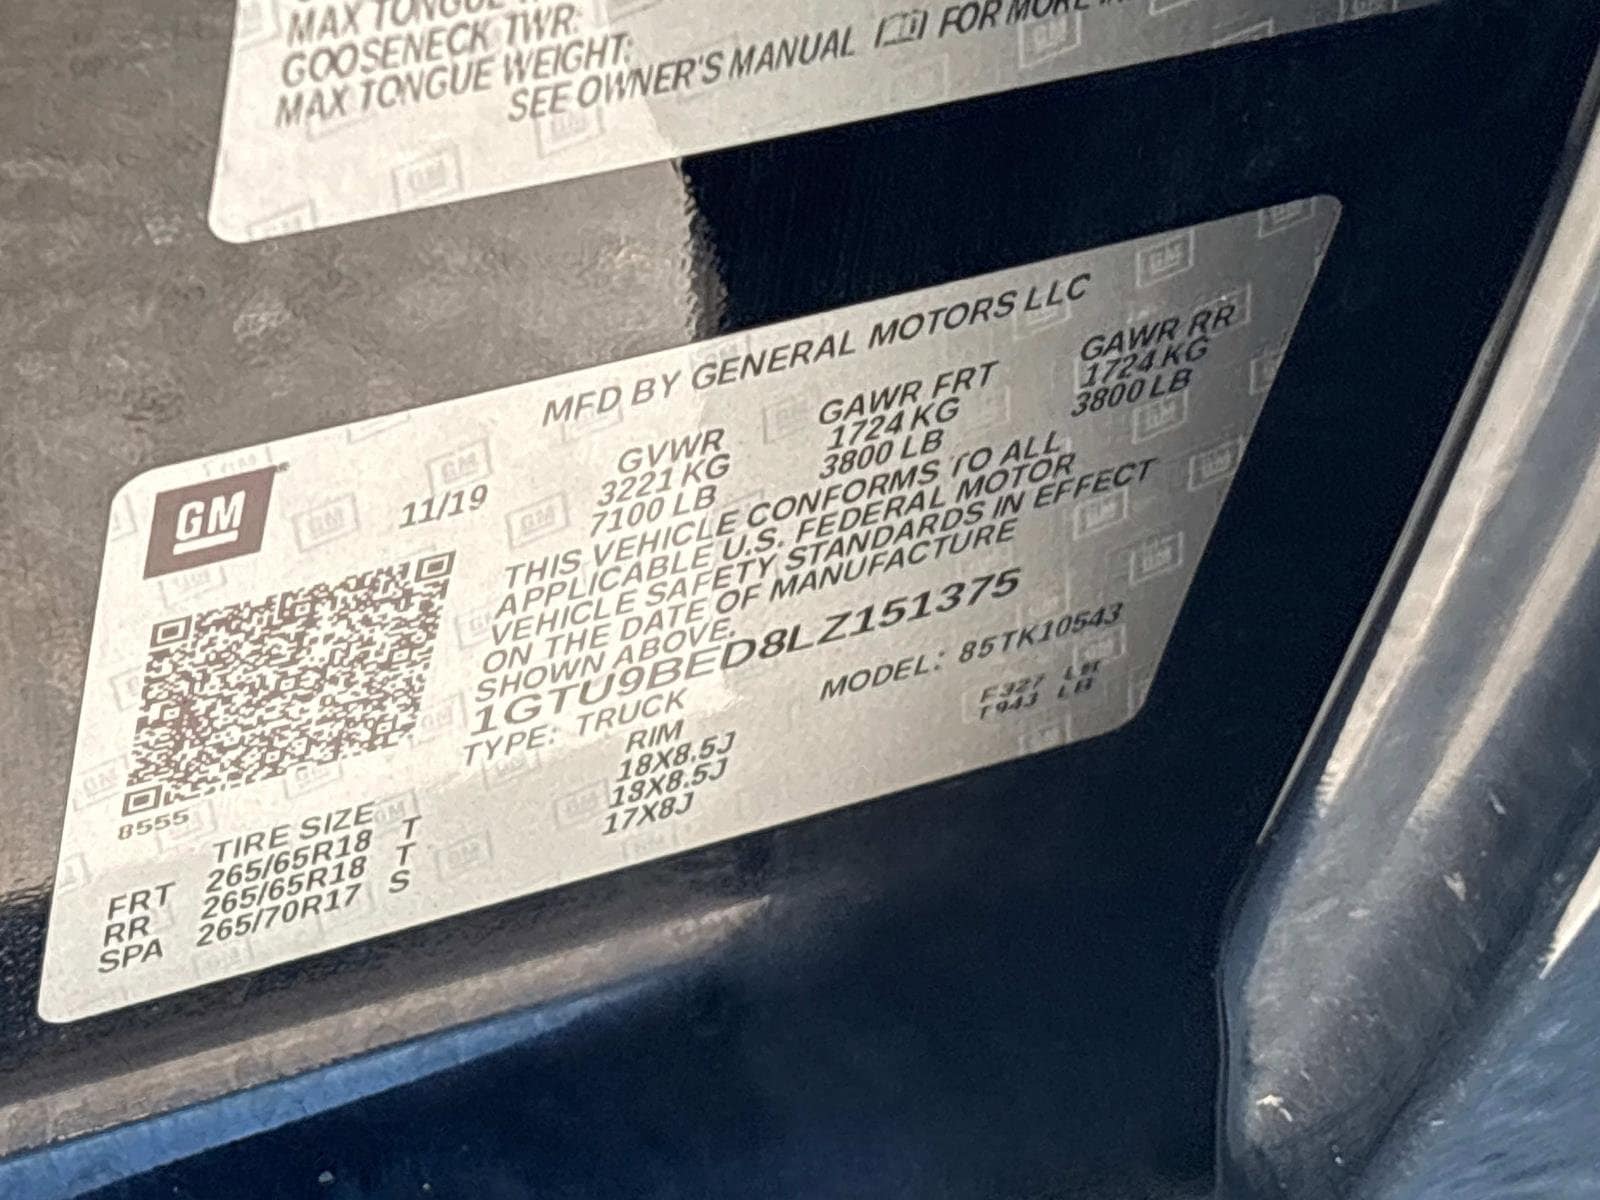 MAX TONGUE
GOOSENECK TWR:
MAX TONGUE WEIGHT:
SEE OWNER'S MANUAL FOR MORE
MFD BY GENERAL MOTORS LLC
GM
11/19
GVWR GAWR FRT GAWR RR
3221 KG 1724 KG 1724 KG
7100 LB 3800 LB 3800 LB
THIS VEHICLE CONFORMS TO ALL
APPLICABLE U.S. FEDERAL MOTOR
VEHICLE SAFETY STANDARDS IN EFFECT
ON THE DATE OF MANUFACTURE
SHOWN ABOVE.
1GTU9BED8LZ151375
TYPE: TRUCK MODEL: 85TK10543
8555
TIRE SIZE RIM
FRT 265/65R18 T 18X8.5J
RR 265/65R18 T 18X8.5J
SPA 265/70R17 S 17X8J